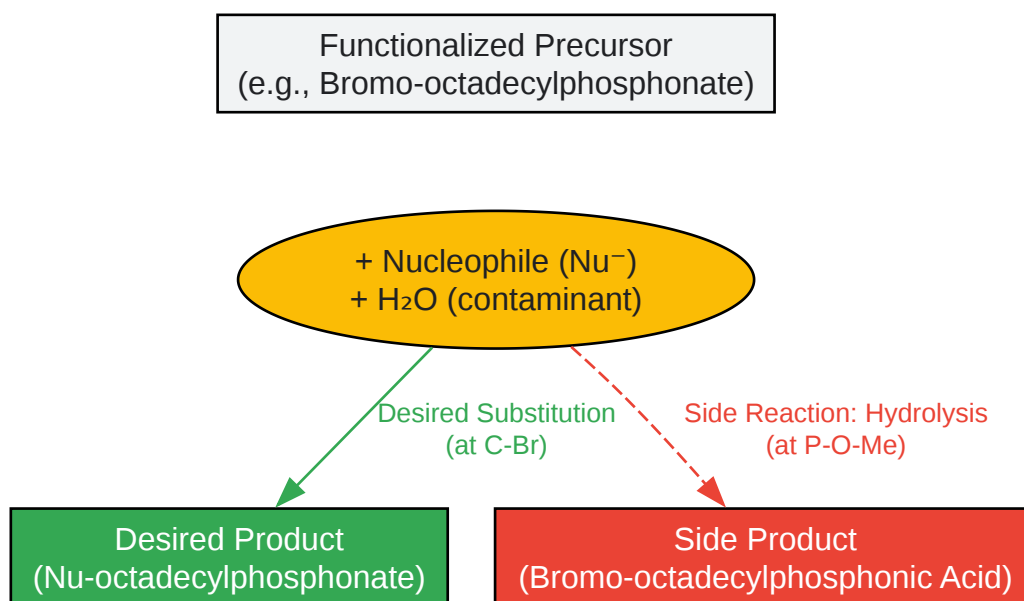 Functionalized Precursor
(e.g., Bromo-octadecylphosphonate)
+ Nucleophile (Nu⁻)
+ H₂O (contaminant)
Desired Substitution
(at C-Br)
Side Reaction: Hydrolysis
(at P-O-Me)
Desired Product
(Nu-octadecylphosphonate)
Side Product
(Bromo-octadecylphosphonic Acid)